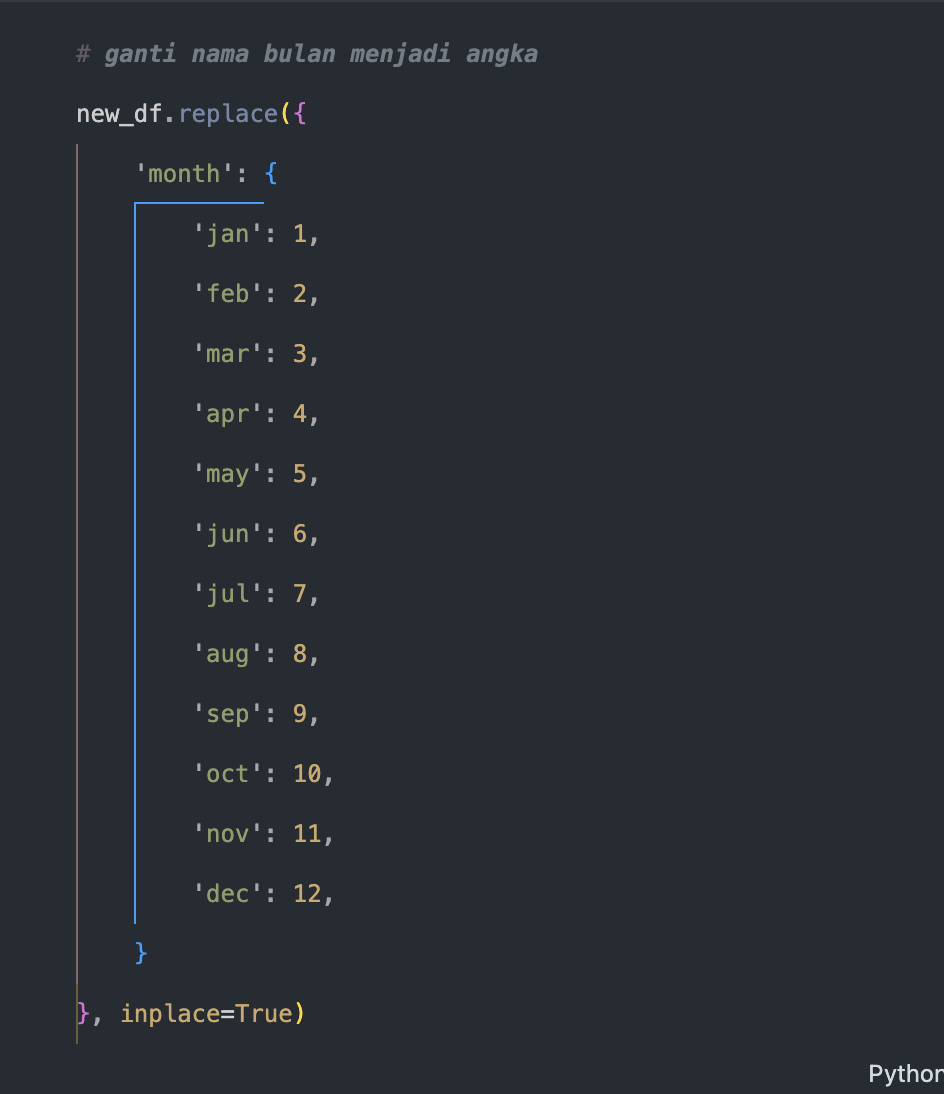 # ganti nama bulan menjadi angka
new_df.replace({
    'month': {
        'jan': 1,
        'feb': 2,
        'mar': 3,
        'apr': 4,
        'may': 5,
        'jun': 6,
        'jul': 7,
        'aug': 8,
        'sep': 9,
        'oct': 10,
        'nov': 11,
        'dec': 12,
    }
}, inplace=True)
Python